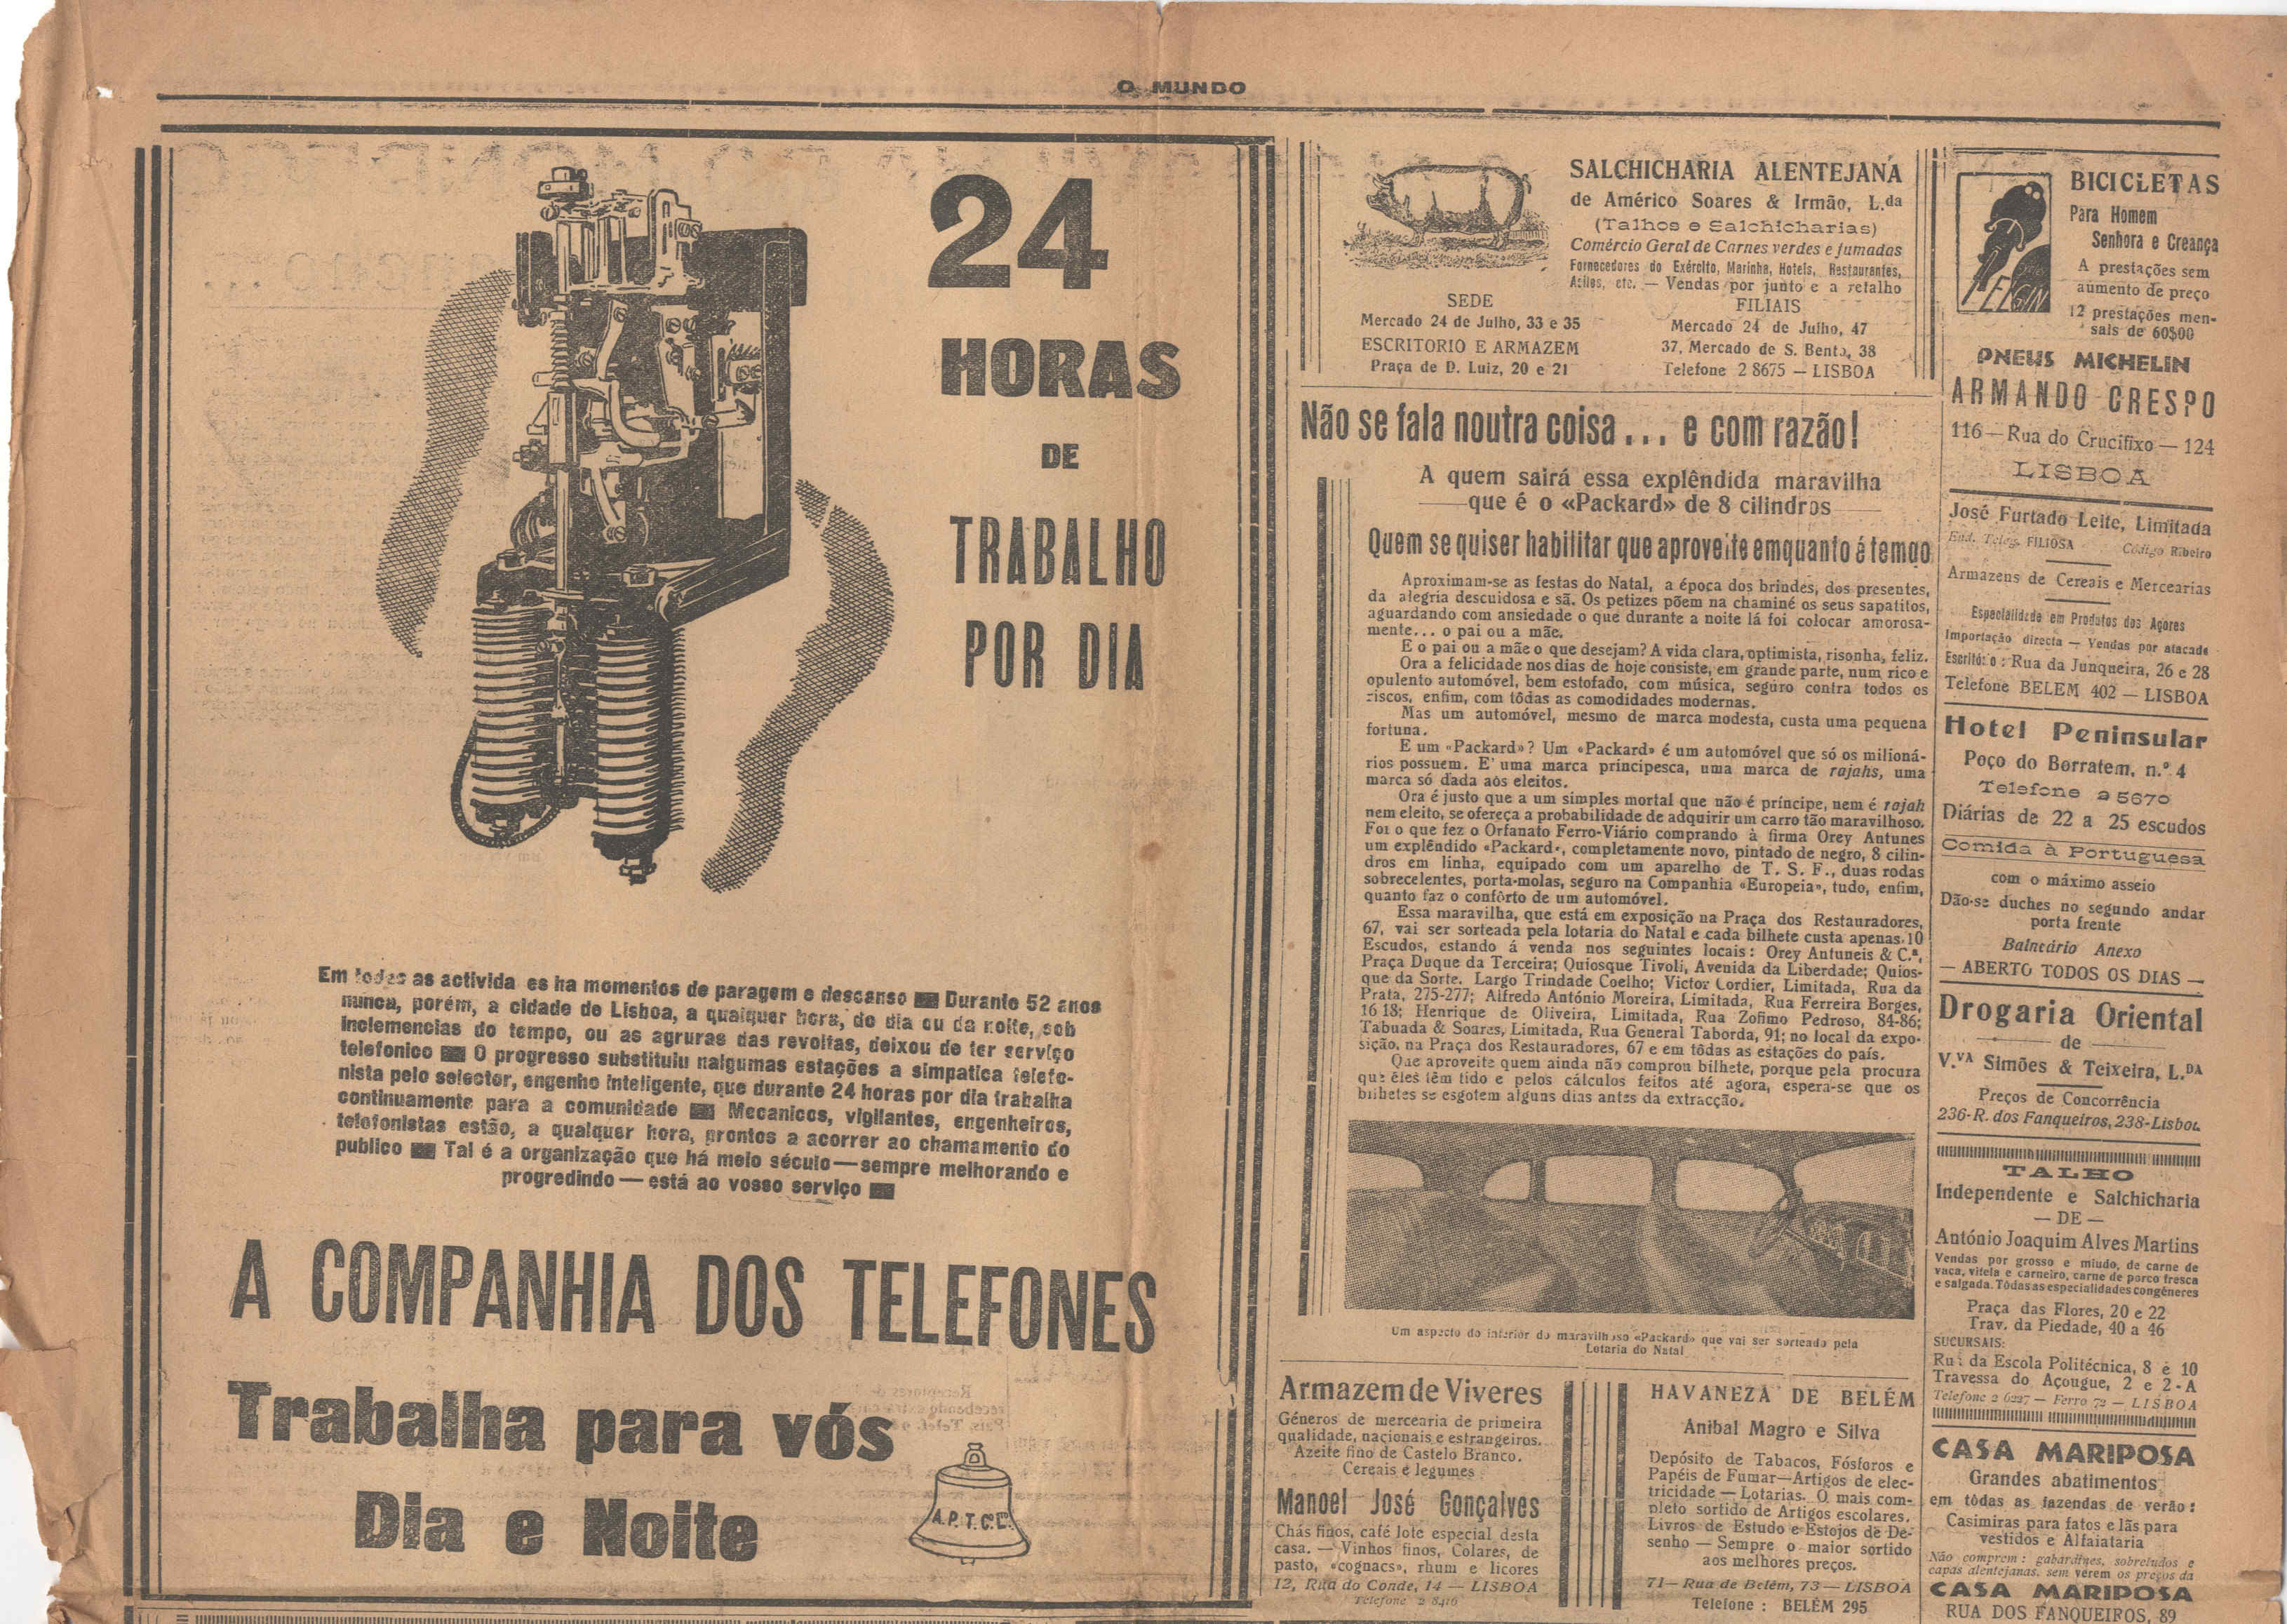 O MUNDO
24
HORAS
DE
TRABALHO
POR DIA
Em todas as activida es ha momentos de paragem e descanso Durante 52 anos
nunca, porém, a cidade de Lisboa, a qualquer hora, do dia ou da noite, sob
inclemencias do tempo, ou as agruras das revoltas, deixou de ter serviço
telefonico O progresso substituiu nalgumas estações a simpatica telefo-
nista pelo selector, engenho inteligente, que durante 24 horas por dia trabalha
continuamente para a comunidade Mecanicos, vigilantes, engenheiros,
telefonistas estão, a qualquer hora, prontos a acorrer ao chamamento do
publico Tal é a organização que há meio século—sempre melhorando e
progredindo — está ao vosso serviço
A COMPANHIA DOS TELEFONES
Trabalha para vós
Dia e Noite
A.P.T.Cº.Lº.
SALCHICHARIA ALENTEJANA
de Américo Soares & Irmão, L.da
(Talhos e Salchicharias)
Comércio Geral de Carnes verdes e fumadas
Fornecedores do Exército, Marinha, Hotels, Restaurantes,
Asilos, etc. — Vendas por junto e a retalho
SEDE
Mercado 24 de Julho, 33 e 35
ESCRITORIO E ARMAZEM
Praça de D. Luiz, 20 e 21
FILIAIS
Mercado 24 de Julho, 47
37, Mercado de S. Bento, 38
Telefone 2 8675 — LISBOA
Não se fala noutra coisa... e com razão!
A quem sairá essa explêndida maravilha
que é o «Packard» de 8 cilindros
Quem se quiser habilitar que aproveite emquanto é tempo
Aproximam-se as festas do Natal, a época dos brindes, dos presentes,
da alegria descuidosa e sã. Os petizes põem na chaminé os seus sapatitos,
aguardando com ansiedade o que durante a noite lá foi colocar amorosa-
mente... o pai ou a mãe.
E o pai ou a mãe o que desejam? A vida clara, optimista, risonha, feliz.
Ora a felicidade nos dias de hoje consiste, em grande parte, num rico e
opulento automóvel, bem estofado, com música, seguro contra todos os
riscos, enfim, com tôdas as comodidades modernas.
Mas um automóvel, mesmo de marca modesta, custa uma pequena
fortuna.
E um «Packard»? Um «Packard» é um automóvel que só os milioná-
rios possuem. E' uma marca principesca, uma marca de rajahs, uma
marca só dada aos eleitos.
Ora é justo que a um simples mortal que não é príncipe, nem é rajah
nem eleito, se ofereça a probabilidade de adquirir um carro tão maravilhoso.
Foi o que fez o Orfanato Ferro-Viário comprando à firma Orey Antunes
um explêndido «Packard», completamente novo, pintado de negro, 8 cilin-
dros em linha, equipado com um aparelho de T. S. F., duas rodas
sobrecelentes, porta-molas, seguro na Companhia «Europeia», tudo, enfim,
quanto faz o confôrto de um automóvel.
Essa maravilha, que está em exposição na Praça dos Restauradores,
67, vai ser sorteada pela lotaria do Natal e cada bilhete custa apenas 10
Escudos, estando á venda nos seguintes locais: Orey Antuneis & C.ª,
Praça Duque da Terceira; Quiosque Tivoli, Avenida da Liberdade; Quios-
que da Sorte, Largo Trindade Coelho; Victor Cordier, Limitada, Rua da
Prata, 275-277; Alfredo António Moreira, Limitada, Rua Ferreira Borges,
16 18; Henrique de Oliveira, Limitada, Rua Zofimo Pedroso, 84-86;
Tabuada & Soares, Limitada, Rua General Taborda, 91; no local da expo-
sição, na Praça dos Restauradores, 67 e em tôdas as estações do país.
Que aproveite quem ainda não comprou bilhete, porque pela procura
que êles têm tido e pelos cálculos feitos até agora, espera-se que os
bilhetes se esgotem alguns dias antes da extracção.
Um aspecto do interior do maravilhoso «Packard» que vai ser sorteado pela
Lotaria do Natal
Armazem de Viveres
Géneros de mercearia de primeira
qualidade, nacionais e estrangeiros.
Azeite fino de Castelo Branco.
Cereais e legumes
Manoel José Gonçalves
Chás finos, café lote especial desta
casa. — Vinhos finos, Colares, de
pasto, «cognacs», rhum e licores
12, Rua do Conde, 14 — LISBOA
Telefone 2 8416
HAVANEZA DE BELÉM
Anibal Magro e Silva
Depósito de Tabacos, Fósforos e
Papéis de Fumar—Artigos de elec-
tricidade — Lotarias. O mais com-
pleto sortido de Artigos escolares.
Livros de Estudo e Estojos de De-
senho — Sempre o maior sortido
aos melhores preços.
71— Rua de Belém, 73 — LISBOA
Telefone : BELÉM 295
ELGIN
BICICLETAS
Para Homem
Senhora e Creança
A prestações sem
aumento de preço
12 prestações men-
sais de 60$00
PNEUS MICHELIN
ARMANDO CRESPO
116 — Rua do Crucifixo — 124
LISBOA
José Furtado Leite, Limitada
End. Teleg. FILIOSA Código Ribeiro
Armazens de Cereais e Mercearias
Especialidade em Produtos dos Açores
Importação directa — Vendas por atacado
Escritó: o : Rua da Junqueira, 26 e 28
Telefone BELEM 402 — LISBOA
Hotel Peninsular
Poço do Borratem, n.º 4
Telefone 2 5670
Diárias de 22 a 25 escudos
Comida à Portuguesa
com o máximo asseio
Dão-se duches no segundo andar
porta frente
Balneário Anexo
— ABERTO TODOS OS DIAS —
Drogaria Oriental
de
V.VA Simões & Teixeira, L.DA
Preços de Concorrência
236-R. dos Fanqueiros, 238-Lisboa
TALHO
Independente e Salchicharia
— DE —
António Joaquim Alves Martins
Vendas por grosso e miudo, de carne de
vaca, vitela e carneiro, carne de porco fresca
e salgada. Tôdas as especialidades congéneres
Praça das Flores, 20 e 22
Trav. da Piedade, 40 a 46
SUCURSAIS:
Rua da Escola Politécnica, 8 e 10
Travessa do Açougue, 2 e 2-A
Telefone 2 6227 — Ferro 72 — LISBOA
CASA MARIPOSA
Grandes abatimentos
em tôdas as fazendas de verão:
Casimiras para fatos e lãs para
vestidos e Alfaiataria
Não comprem : gabardines, sobretudos e
capas alentejanas, sem verem os preços da
CASA MARIPOSA
RUA DOS FANQUEIROS, 89